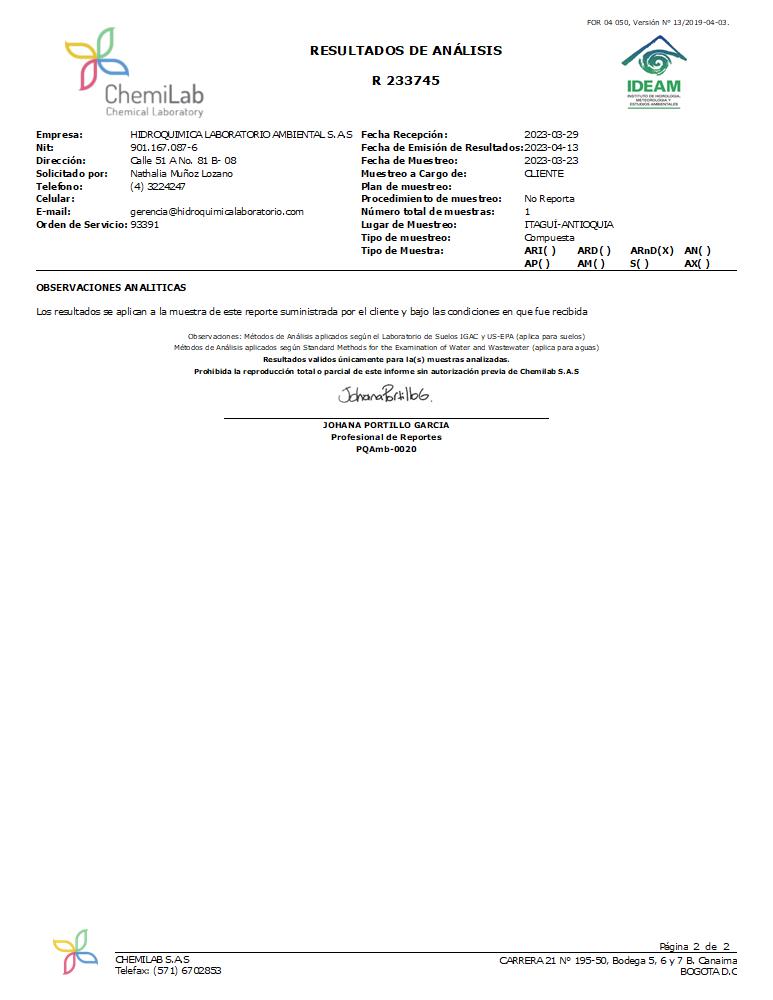 FOR 04 050, Versión N° 13/2019-04-03.
RESULTADOS DE ANÁLISIS
R 233745
ChemiLab
Chemical Laboratory
IDEAM
INSTITUTO DE HIDROLOGÍA,
METEOROLOGÍA Y
ESTUDIOS AMBIENTALES
Empresa: HIDROQUIMICA LABORATORIO AMBIENTAL S.A.S Fecha Recepción: 2023-03-29
Nit: 901.167.087-6 Fecha de Emisión de Resultados: 2023-04-13
Dirección: Calle 51 A No. 81 B- 08 Fecha de Muestreo: 2023-03-23
Solicitado por: Nathalia Muñoz Lozano Muestreo a Cargo de: CLIENTE
Telefono: (4) 3224247 Plan de muestreo:
Celular: Procedimiento de muestreo: No Reporta
E-mail: gerencia@hidroquimicalaboratorio.com Número total de muestras: 1
Orden de Servicio: 93391 Lugar de Muestreo: ITAGUÍ-ANTIOQUIA
Tipo de muestreo: Compuesta
Tipo de Muestra: ARI( ) ARD( ) ARnD(X) AN( )
AP( ) AM( ) S( ) AX( )
OBSERVACIONES ANALITICAS
Los resultados se aplican a la muestra de este reporte suministrada por el cliente y bajo las condiciones en que fue recibida
Observaciones: Métodos de Análisis aplicados según el Laboratorio de Suelos IGAC y US-EPA (aplica para suelos)
Métodos de Análisis aplicados según Standard Methods for the Examination of Water and Wastewater (aplica para aguas)
Resultados validos únicamente para la(s) muestras analizadas.
Prohibida la reproducción total o parcial de este informe sin autorización previa de Chemilab S.A.S
JohanaPortilloG.
JOHANA PORTILLO GARCIA
Profesional de Reportes
PQAmb-0020
Página 2 de 2
CHEMILAB S.A.S CARRERA 21 N° 195-50, Bodega 5, 6 y 7 B. Canaima
Telefax: (571) 6702853 BOGOTA D.C